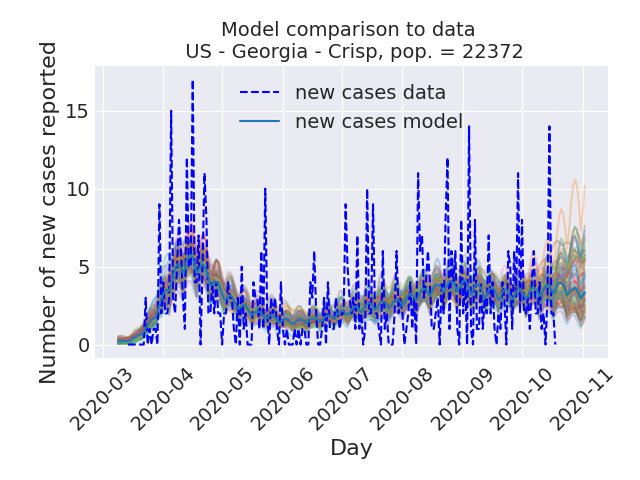 Model comparison to data
US - Georgia - Crisp, pop. = 22372
Number of new cases reported
15
10
5
0
new cases data
new cases model
2020-03
2020-04
2020-05
2020-06
2020-07
2020-08
2020-09
2020-10
2020-11
Day